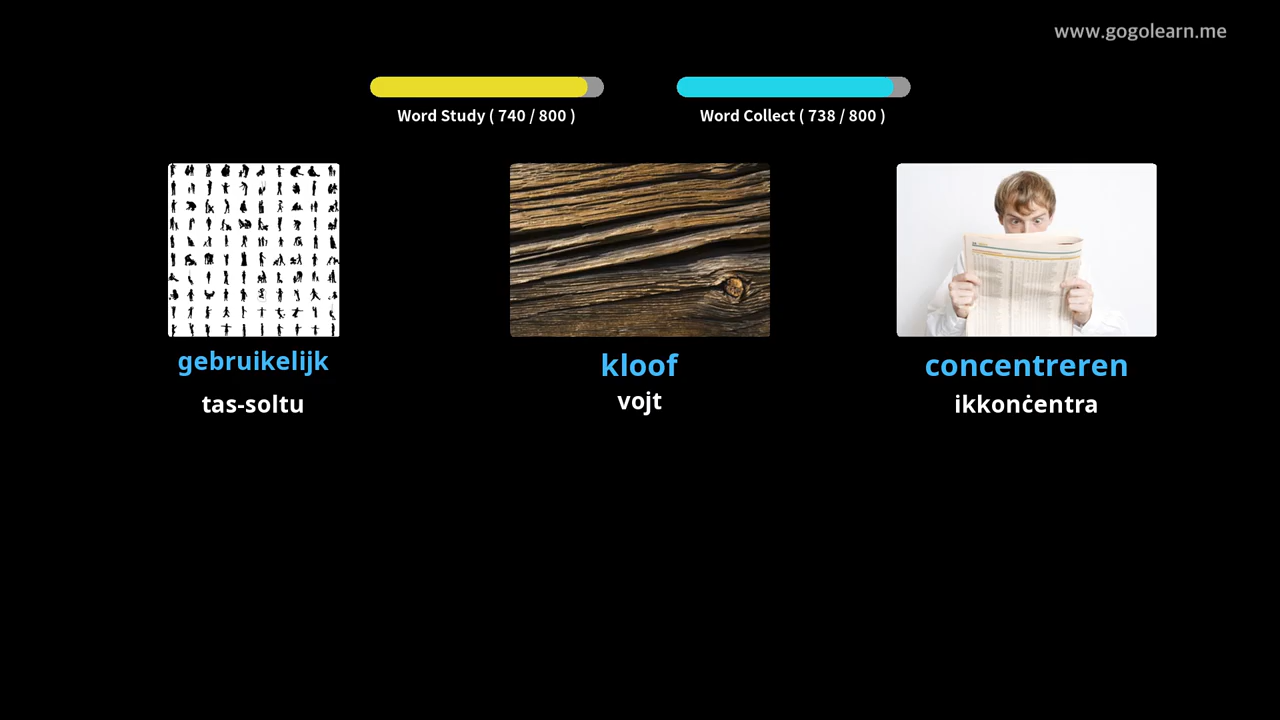 www.gogolearn.me
Word Study ( 740 / 800 )
Word Collect ( 738 / 800 )
gebruikelijk
kloof
concentreren
tas-soltu
vojt
ikkonċentra